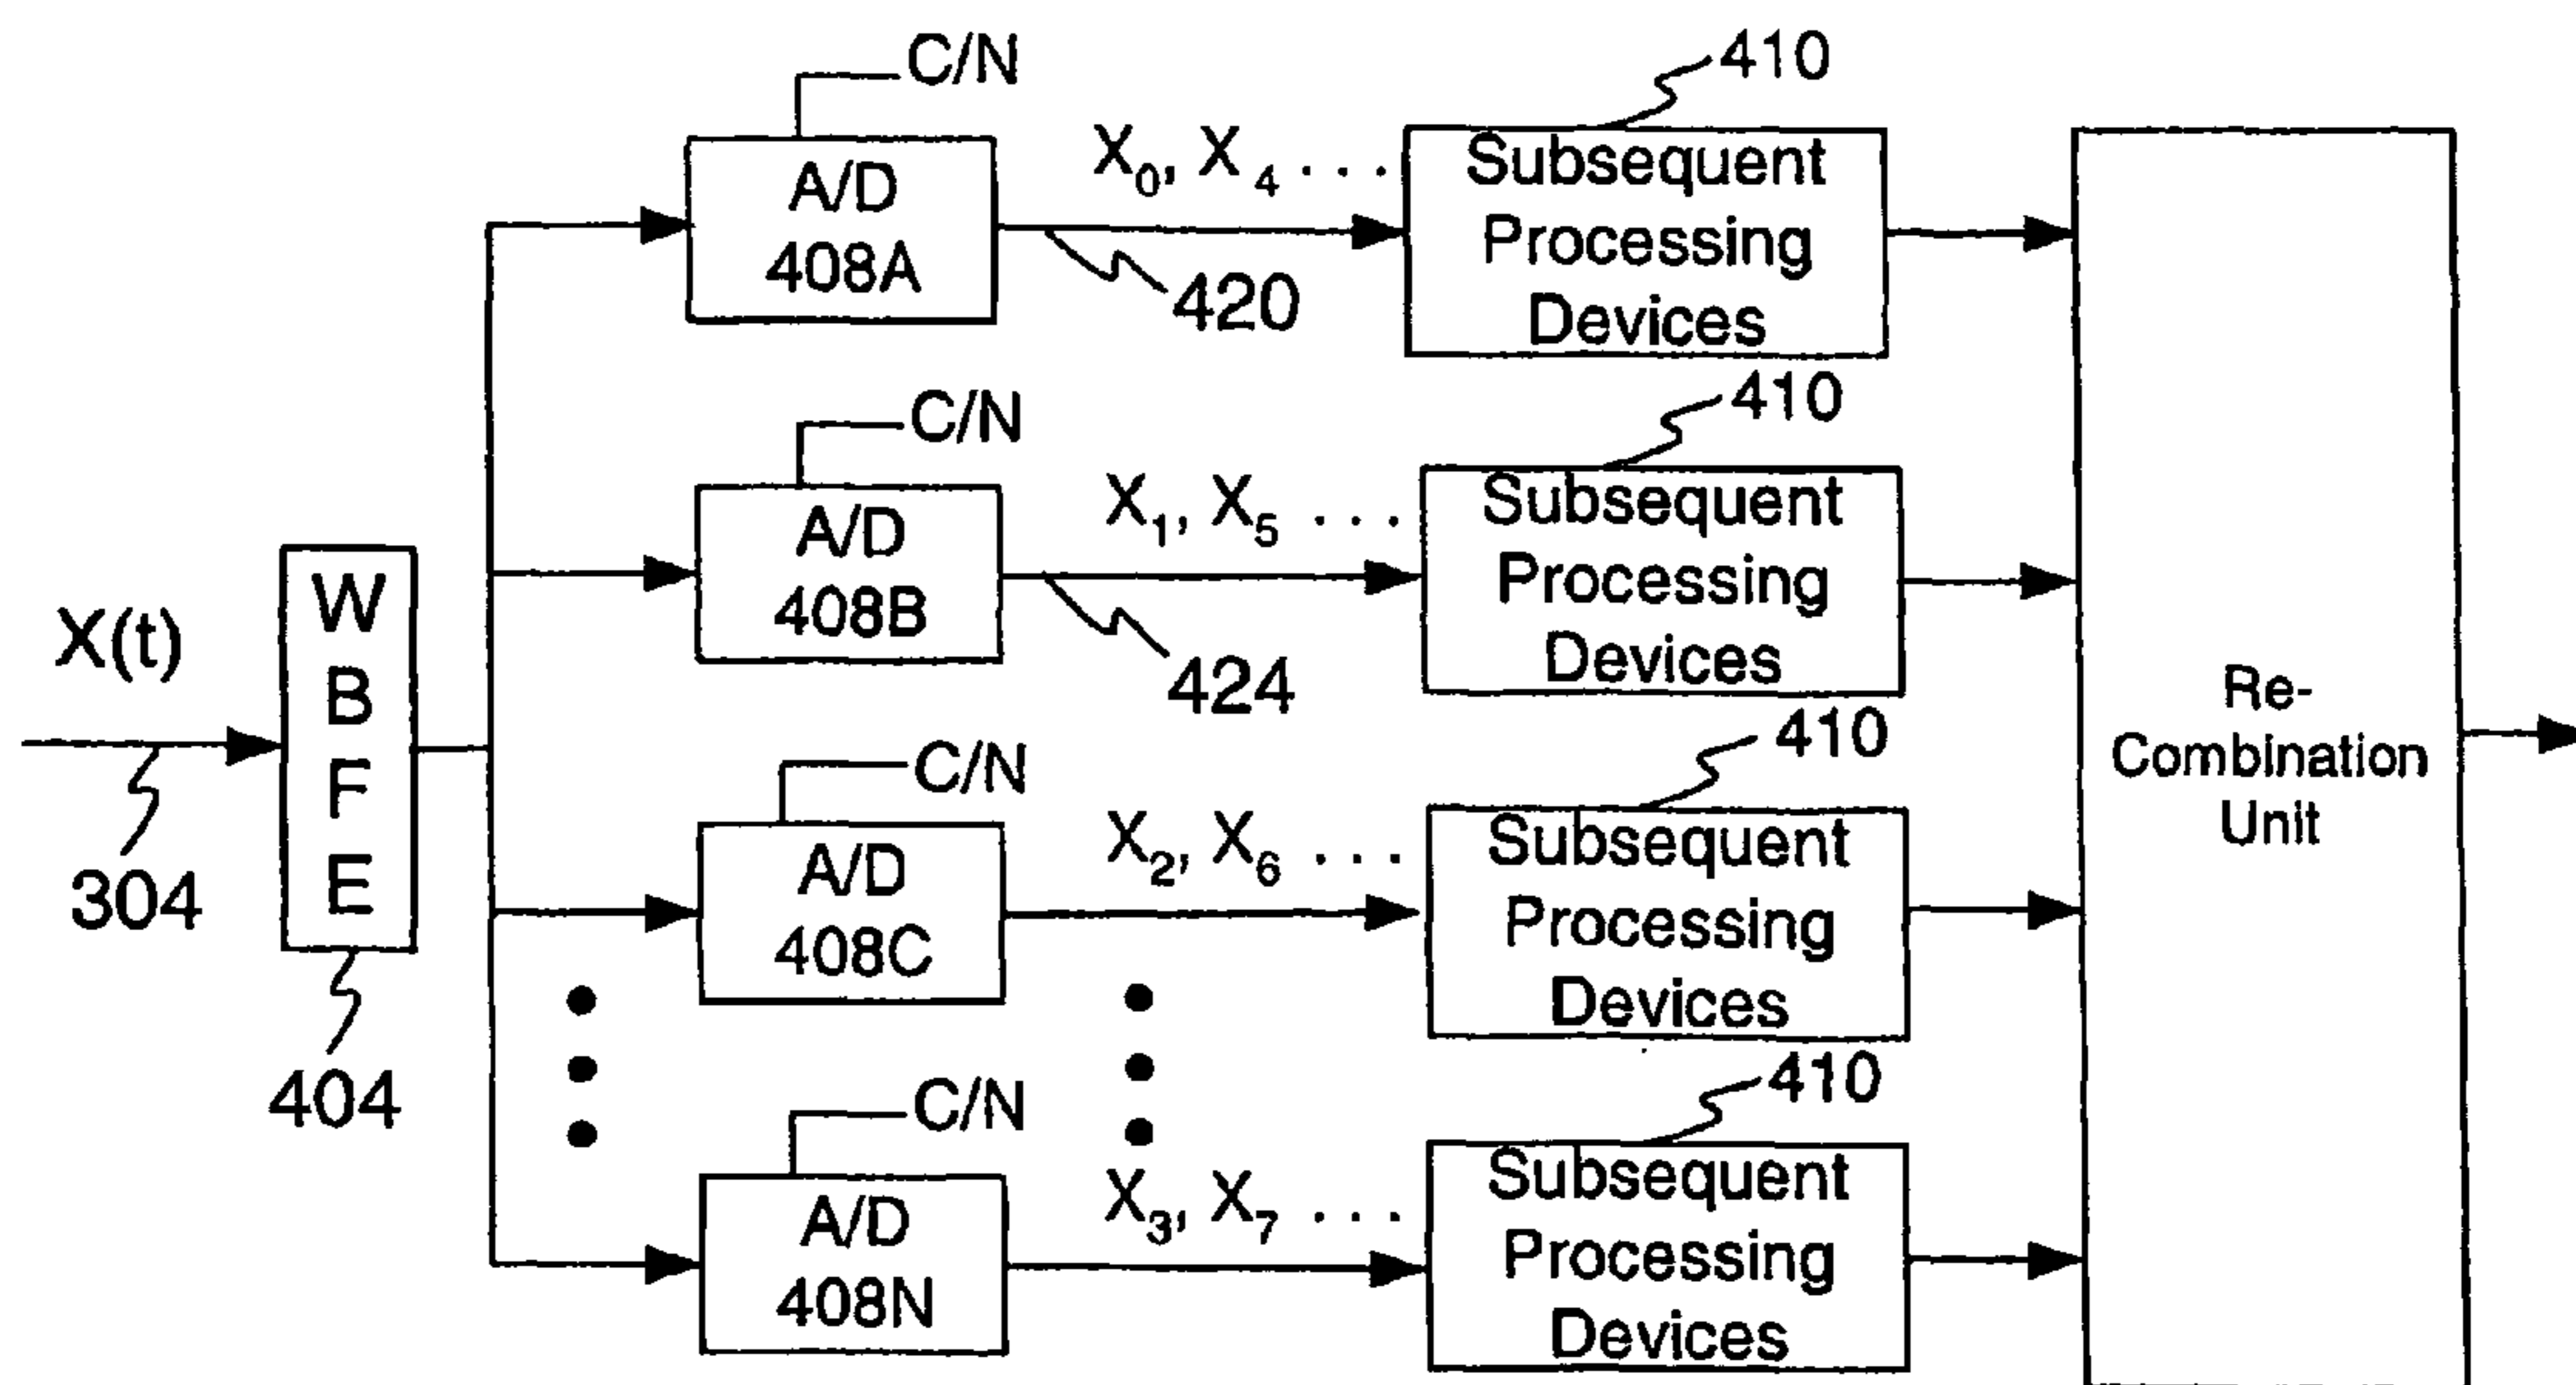 X(t)
304
W
B
F
E
404
C/N
A/D
408A
X₀, X₄ . . .
420
410
Subsequent
Processing
Devices
C/N
A/D
408B
X₁, X₅ . . .
424
410
Subsequent
Processing
Devices
C/N
A/D
408C
X₂, X₆ . . .
410
Subsequent
Processing
Devices
C/N
A/D
408N
X₃, X₇ . . .
410
Subsequent
Processing
Devices
Re-
Combination
Unit